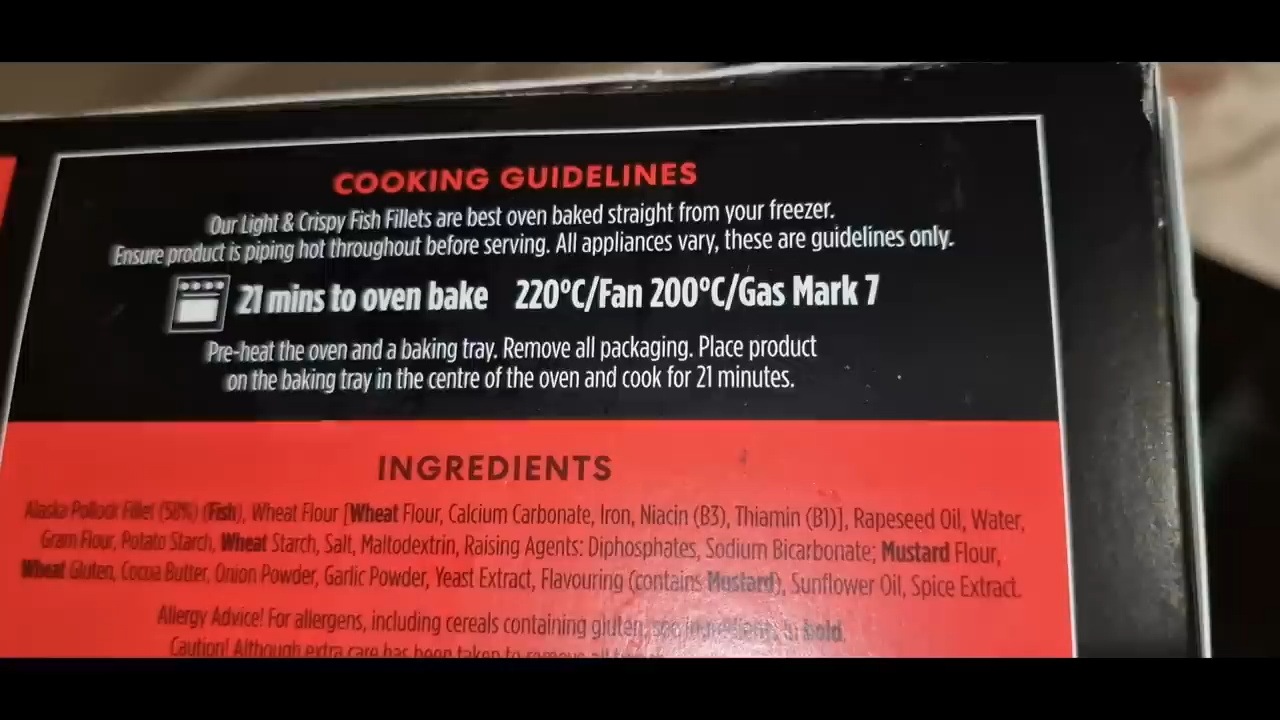 COOKING GUIDELINES
Our Light & Crispy Fish Fillets are best oven baked straight from your freezer.
Ensure product is piping hot throughout before serving. All appliances vary, these are guidelines only.
21 mins to oven bake 220°C/Fan 200°C/Gas Mark 7
Pre-heat the oven and a baking tray. Remove all packaging. Place product
on the baking tray in the centre of the oven and cook for 21 minutes.
INGREDIENTS
Alaska Pollock Fillet (58%) (Fish), Wheat Flour [Wheat Flour, Calcium Carbonate, Iron, Niacin (B3), Thiamin (B1)], Rapeseed Oil, Water,
Gram Flour, Potato Starch, Wheat Starch, Salt, Maltodextrin, Raising Agents: Diphosphates, Sodium Bicarbonate; Mustard Flour,
Wheat Gluten, Cocoa Butter, Onion Powder, Garlic Powder, Yeast Extract, Flavouring (contains Mustard), Sunflower Oil, Spice Extract.
Allergy Advice! For allergens, including cereals containing gluten, see ingredients in bold.
Caution! Although extra care has been taken to remove all